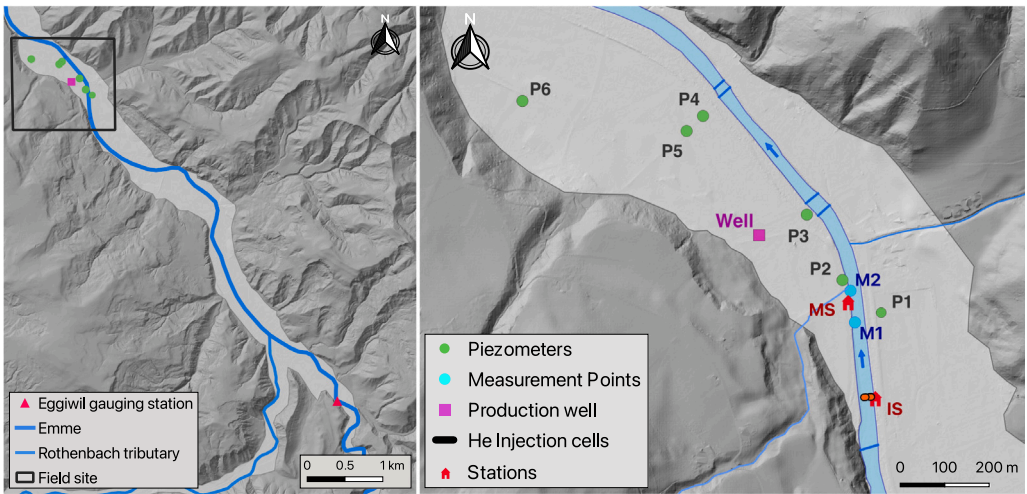 N
Eggiwil gauging station
Emme
Rothenbach tributary
Field site
0 0.5 1 km
N
P6
P4
P5
Well
P3
P2
M2
MS
P1
M1
IS
Piezometers
Measurement Points
Production well
He Injection cells
Stations
0 100 200 m